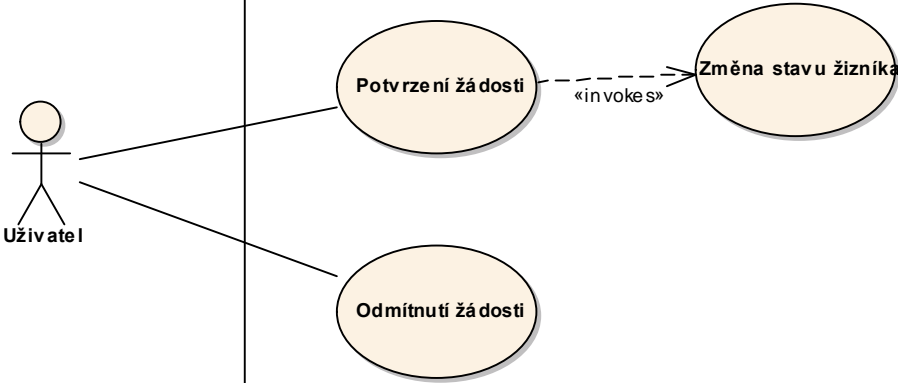 Potvrzení žádosti
Změna stavu žizníka
«invokes»
Uživatel
Odmítnutí žádosti